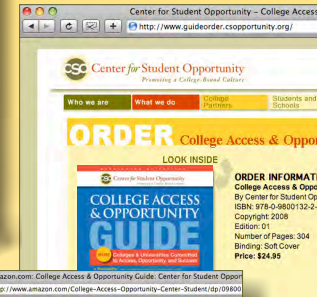 Center for Student Opportunity – College Access
http://www.guideorder.csopportunity.org/
CSO Center for Student Opportunity
Promoting a College-Bound Culture
Who we are
What we do
College Partners
Students and Schools
ORDER College Access & Oppor
LOOK INSIDE
Center for Student Opportunity
COLLEGE ACCESS
& OPPORTUNITY
GUIDE
Colleges & Universities Committed
to Access, Opportunity, and Success
ORDER INFORMATI
College Access & Oppo
By Center for Student Op
ISBN: 978-0-9800132-2-
Copyright: 2008
Edition: 01
Number of Pages: 304
Binding: Soft Cover
Price: $24.95
azon.com: College Access & Opportunity Guide: Center for Student Opport
p://www.amazon.com/College-Access-Opportunity-Center-Student/dp/09800